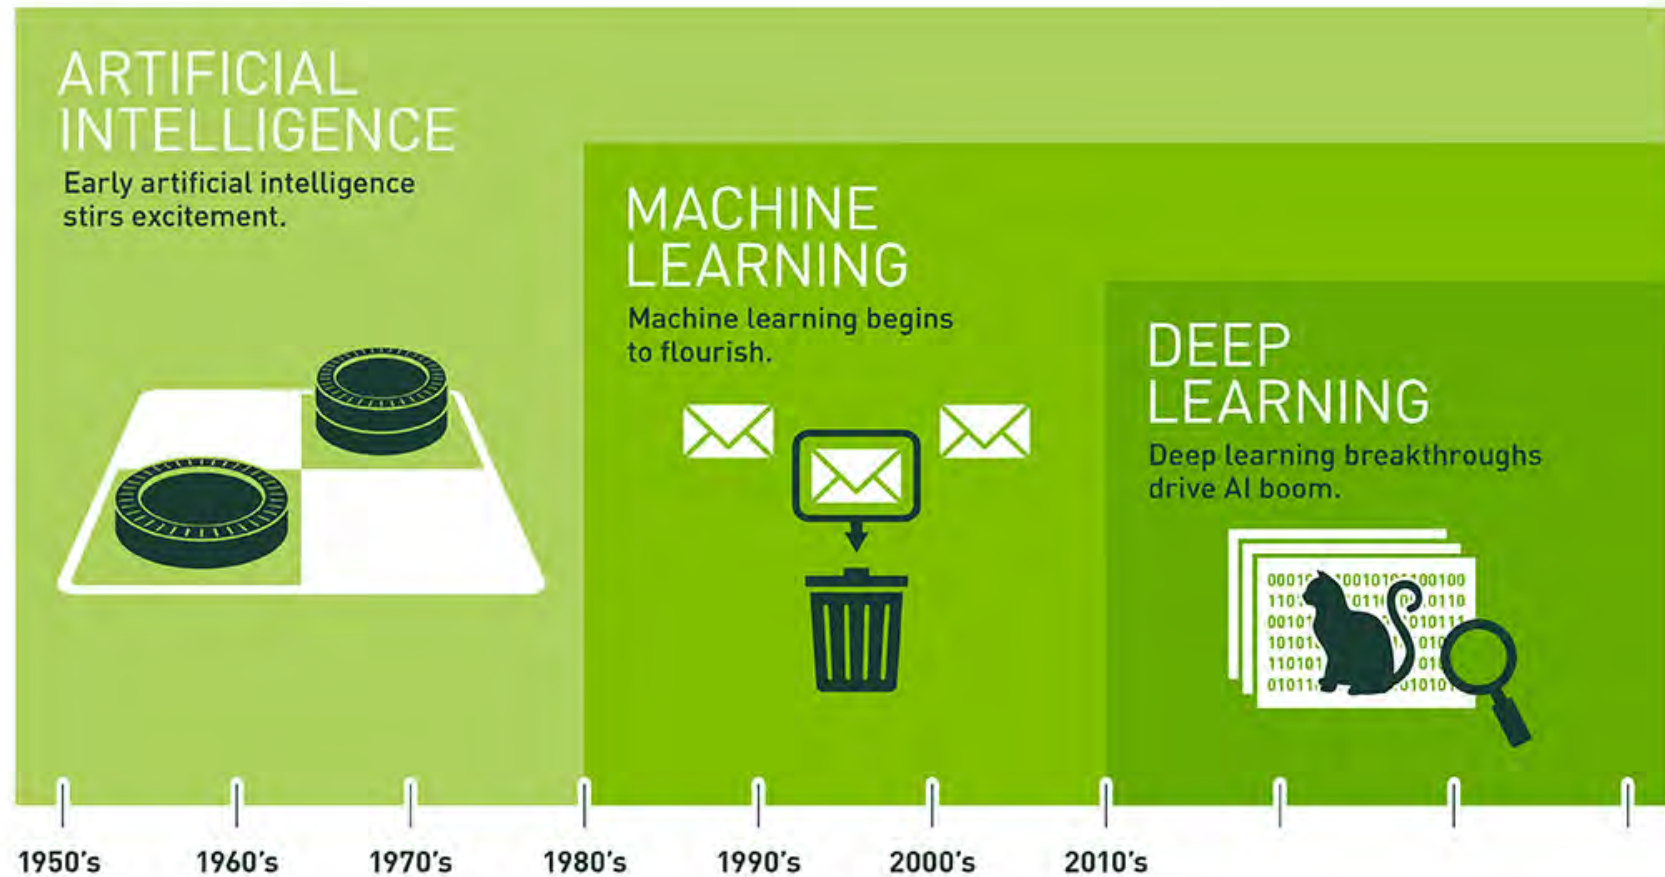 ARTIFICIAL
INTELLIGENCE
Early artificial intelligence
stirs excitement.
MACHINE
LEARNING
Machine learning begins
to flourish.
DEEP
LEARNING
Deep learning breakthroughs
drive AI boom.
1950's 1960's 1970's 1980's 1990's 2000's 2010's